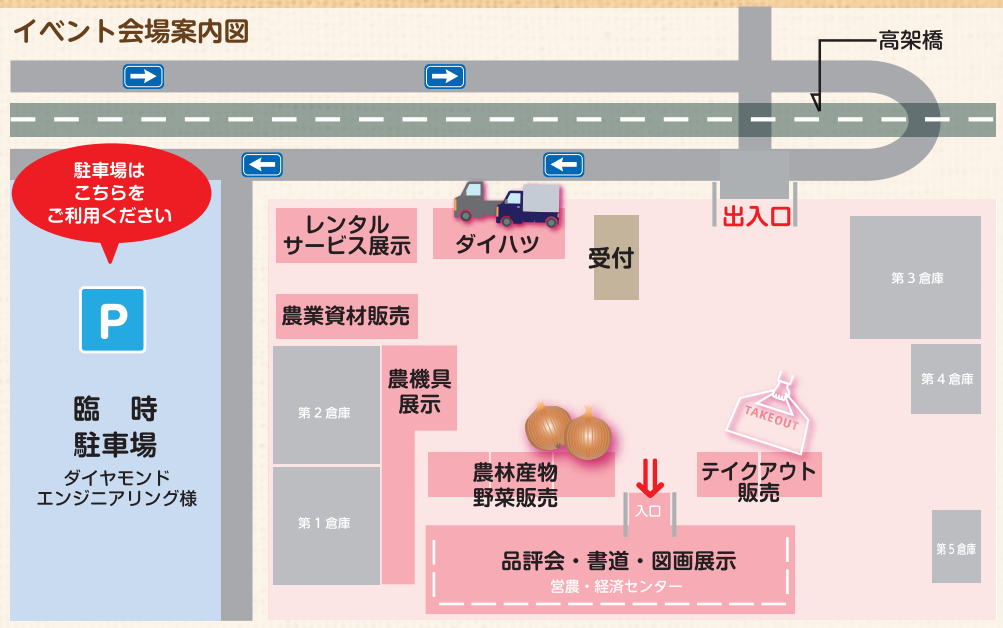 イベント会場案内図
高架橋
駐車場は
こちらを
ご利用ください
P
臨　時
駐車場
ダイヤモンド
エンジニアリング様
レンタル
サービス展示
ダイハツ
受付
出入口
第３倉庫
農業資材販売
農機具
展示
第２倉庫
第４倉庫
TAKEOUT
農林産物
野菜販売
テイクアウト
販売
入口
第１倉庫
第５倉庫
品評会・書道・図画展示
営農・経済センター